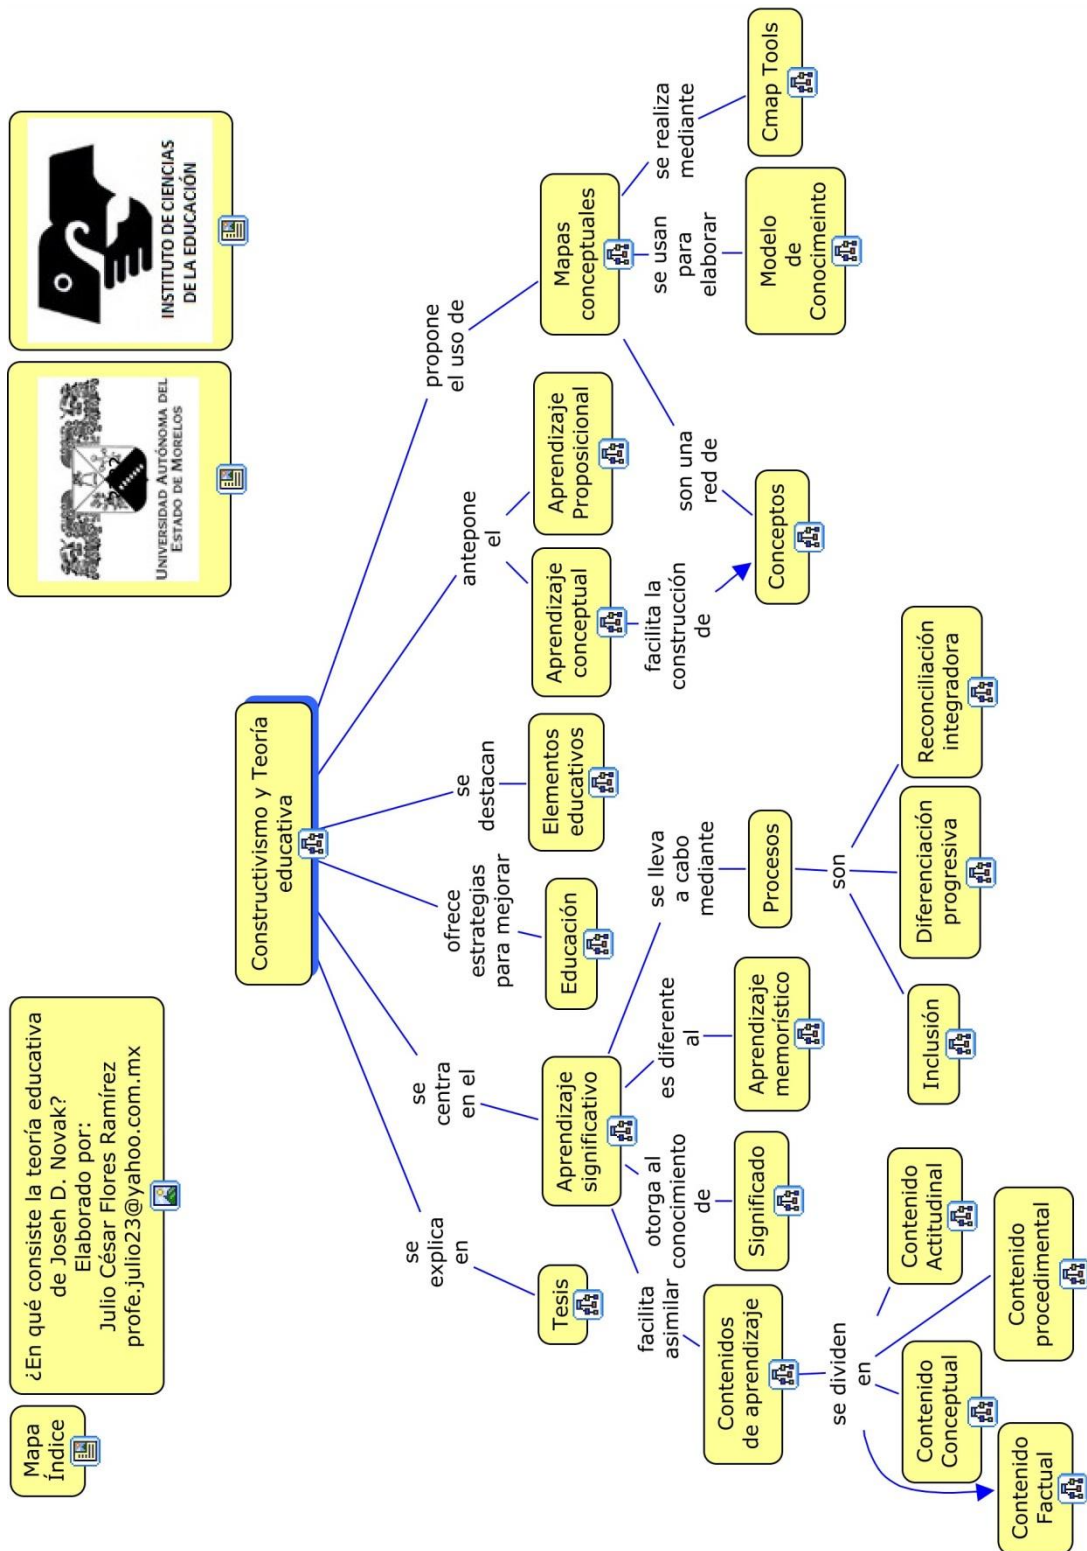 Mapa
Índice
¿En qué consiste la teoría educativa
de Joseh D. Novak?
Elaborado por:
Julio César Flores Ramírez
profe.julio23@yahoo.com.mx
UNIVERSIDAD AUTÓNOMA DEL
ESTADO DE MORELOS
INSTITUTO DE CIENCIAS
DE LA EDUCACIÓN
Constructivismo y Teoría
educativa
se
explica
en
se
centra
en el
ofrece
estrategias
para mejorar
se
destacan
antepone
el
propone
el uso de
Tesis
Aprendizaje
significativo
Educación
Elementos
educativos
Aprendizaje
conceptual
Aprendizaje
Proposicional
Mapas
conceptuales
facilita
asimilar
otorga al
conocimiento
de
es diferente
al
se lleva
a cabo
mediante
facilita la
construcción
de
son una
red de
se usan
para
elaborar
se realiza
mediante
Contenidos
de aprendizaje
Significado
Aprendizaje
memorístico
Procesos
Conceptos
Modelo
de
Conocimeinto
Cmap Tools
se dividen
en
son
Contenido
Factual
Contenido
Conceptual
Contenido
procedimental
Contenido
Actitudinal
Inclusión
Diferenciación
progresiva
Reconciliación
integradora